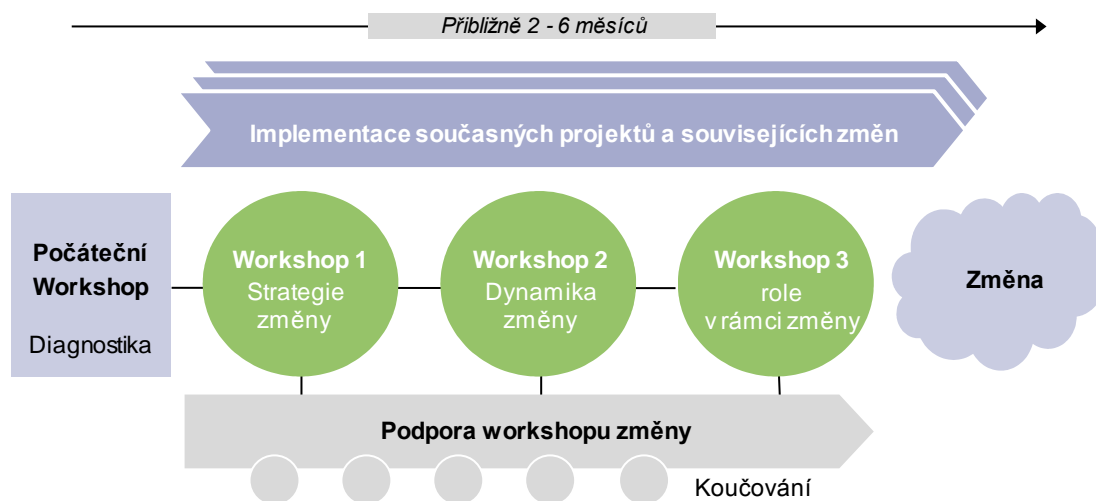 Přibližně 2 - 6 měsíců
Implementace současných projektů a souvisejících změn
Počáteční
Workshop
Diagnostika
Workshop 1
Strategie
změny
Workshop 2
Dynamika
změny
Workshop 3
role
v rámci změny
Změna
Podpora workshopu změny
Koučování